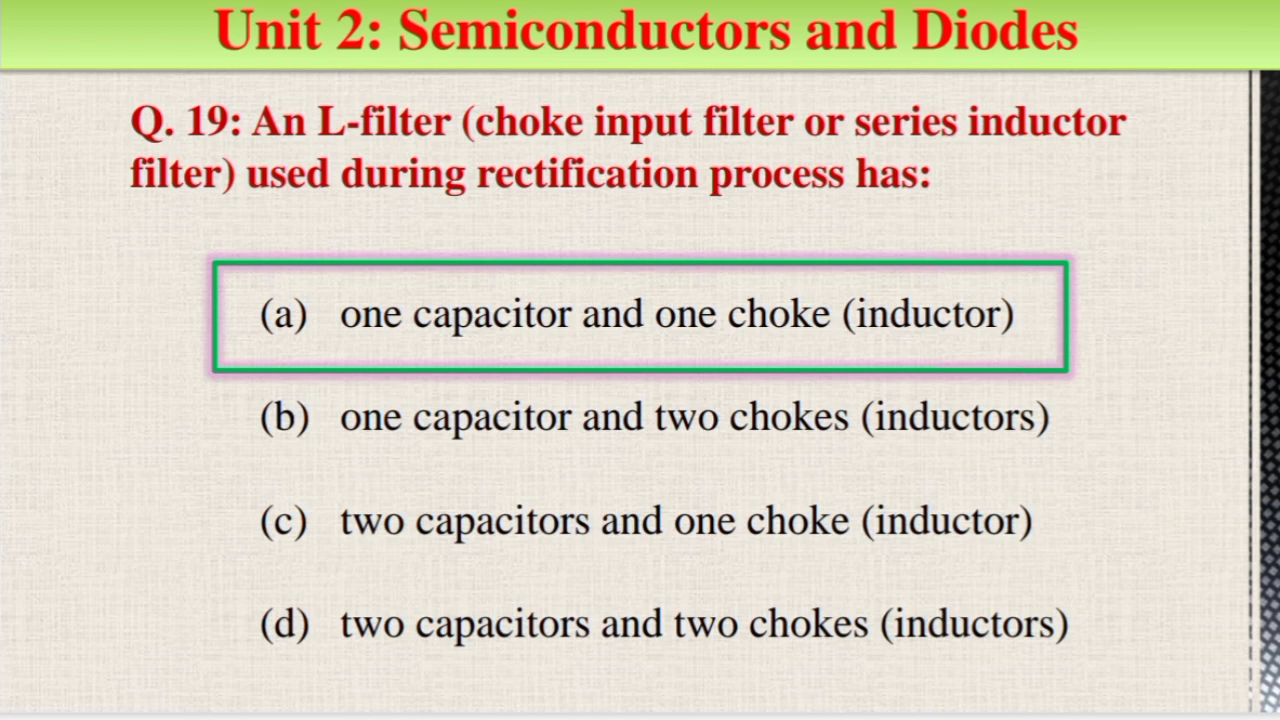 Unit 2: Semiconductors and Diodes
Q. 19: An L-filter (choke input filter or series inductor
filter) used during rectification process has:
(a) one capacitor and one choke (inductor)
(b) one capacitor and two chokes (inductors)
(c) two capacitors and one choke (inductor)
(d) two capacitors and two chokes (inductors)